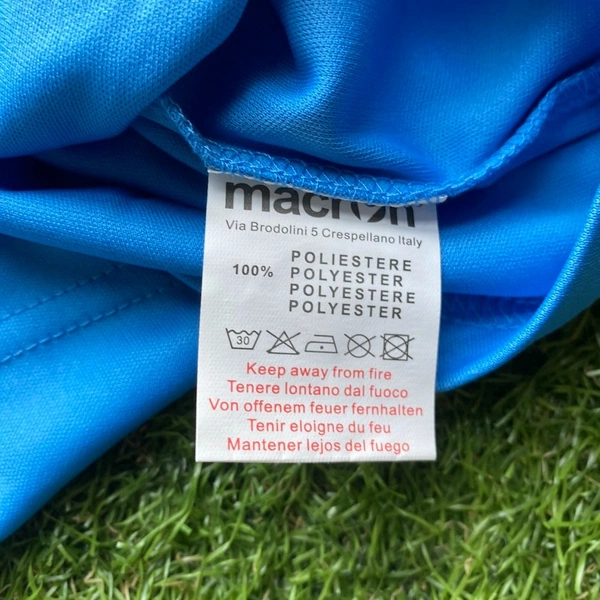 macron
Via Brodolini 5 Crespellano Italy
100%
POLIESTERE
POLYESTER
POLYESTERE
POLYESTER
30
Keep away from fire
Tenere lontano dal fuoco
Von offenem feuer fernhalten
Tenir eloigne du feu
Mantener lejos del fuego